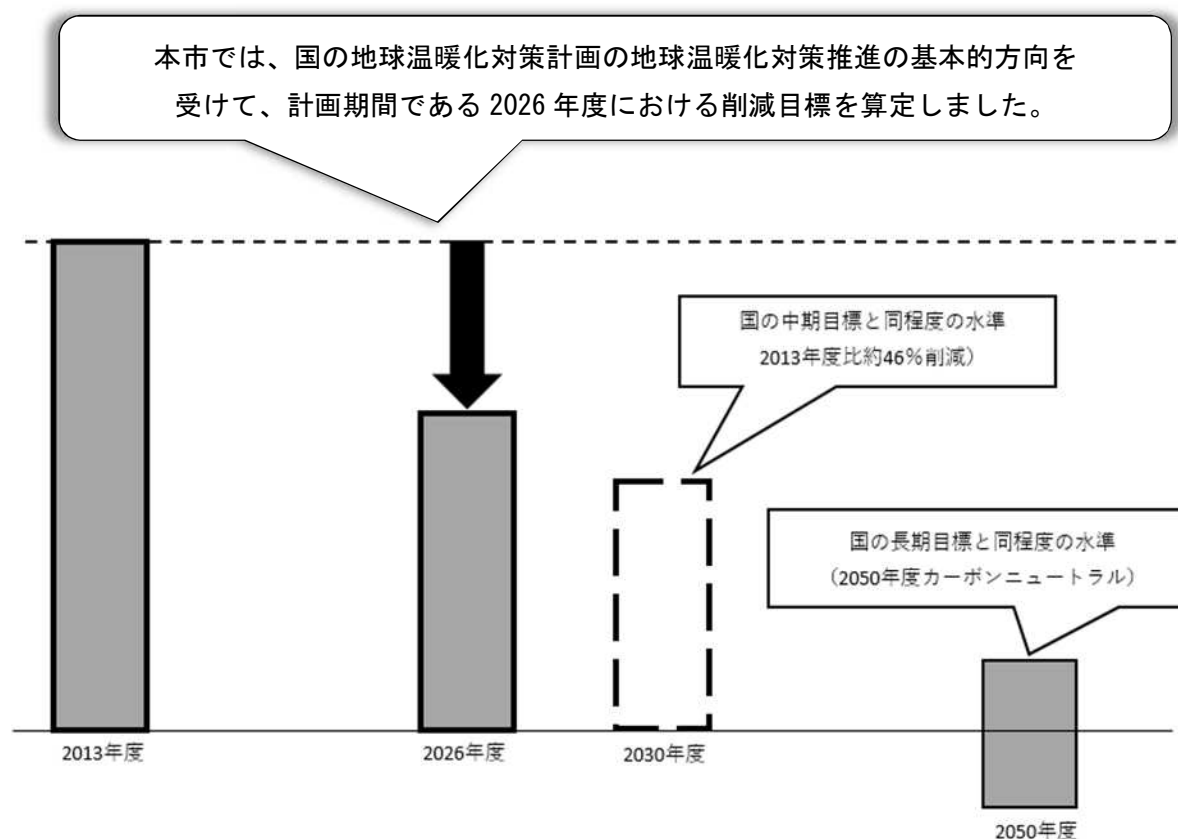 本市では、国の地球温暖化対策計画の地球温暖化対策推進の基本的方向を
受けて、計画期間である 2026 年度における削減目標を算定しました。
国の中期目標と同程度の水準
2013年度比約46%削減）
国の長期目標と同程度の水準
（2050年度カーボンニュートラル）
2013年度
2026年度
2030年度
2050年度